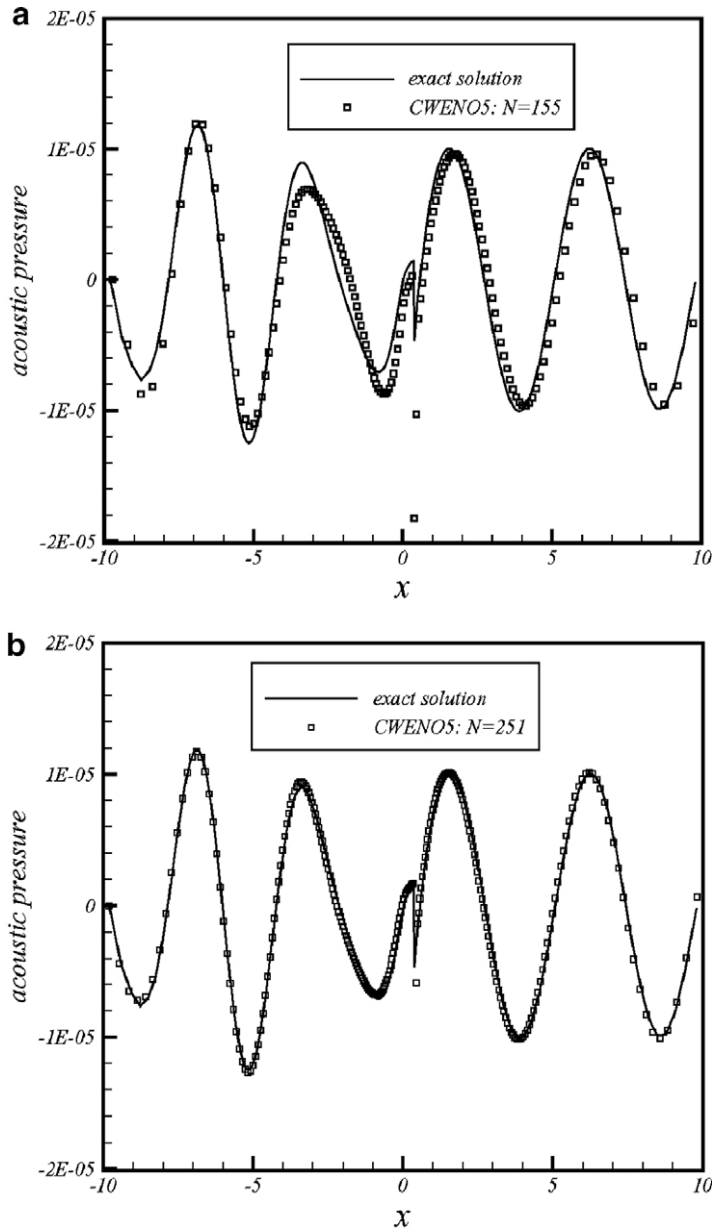 a
2E-05
exact solution
CWENO5: N=155
1E-05
acoustic pressure
0
-1E-05
-2E-05
-10
-5
0
5
10
x
b
2E-05
exact solution
CWENO5: N=251
1E-05
acoustic pressure
0
-1E-05
-2E-05
-10
-5
0
5
10
x